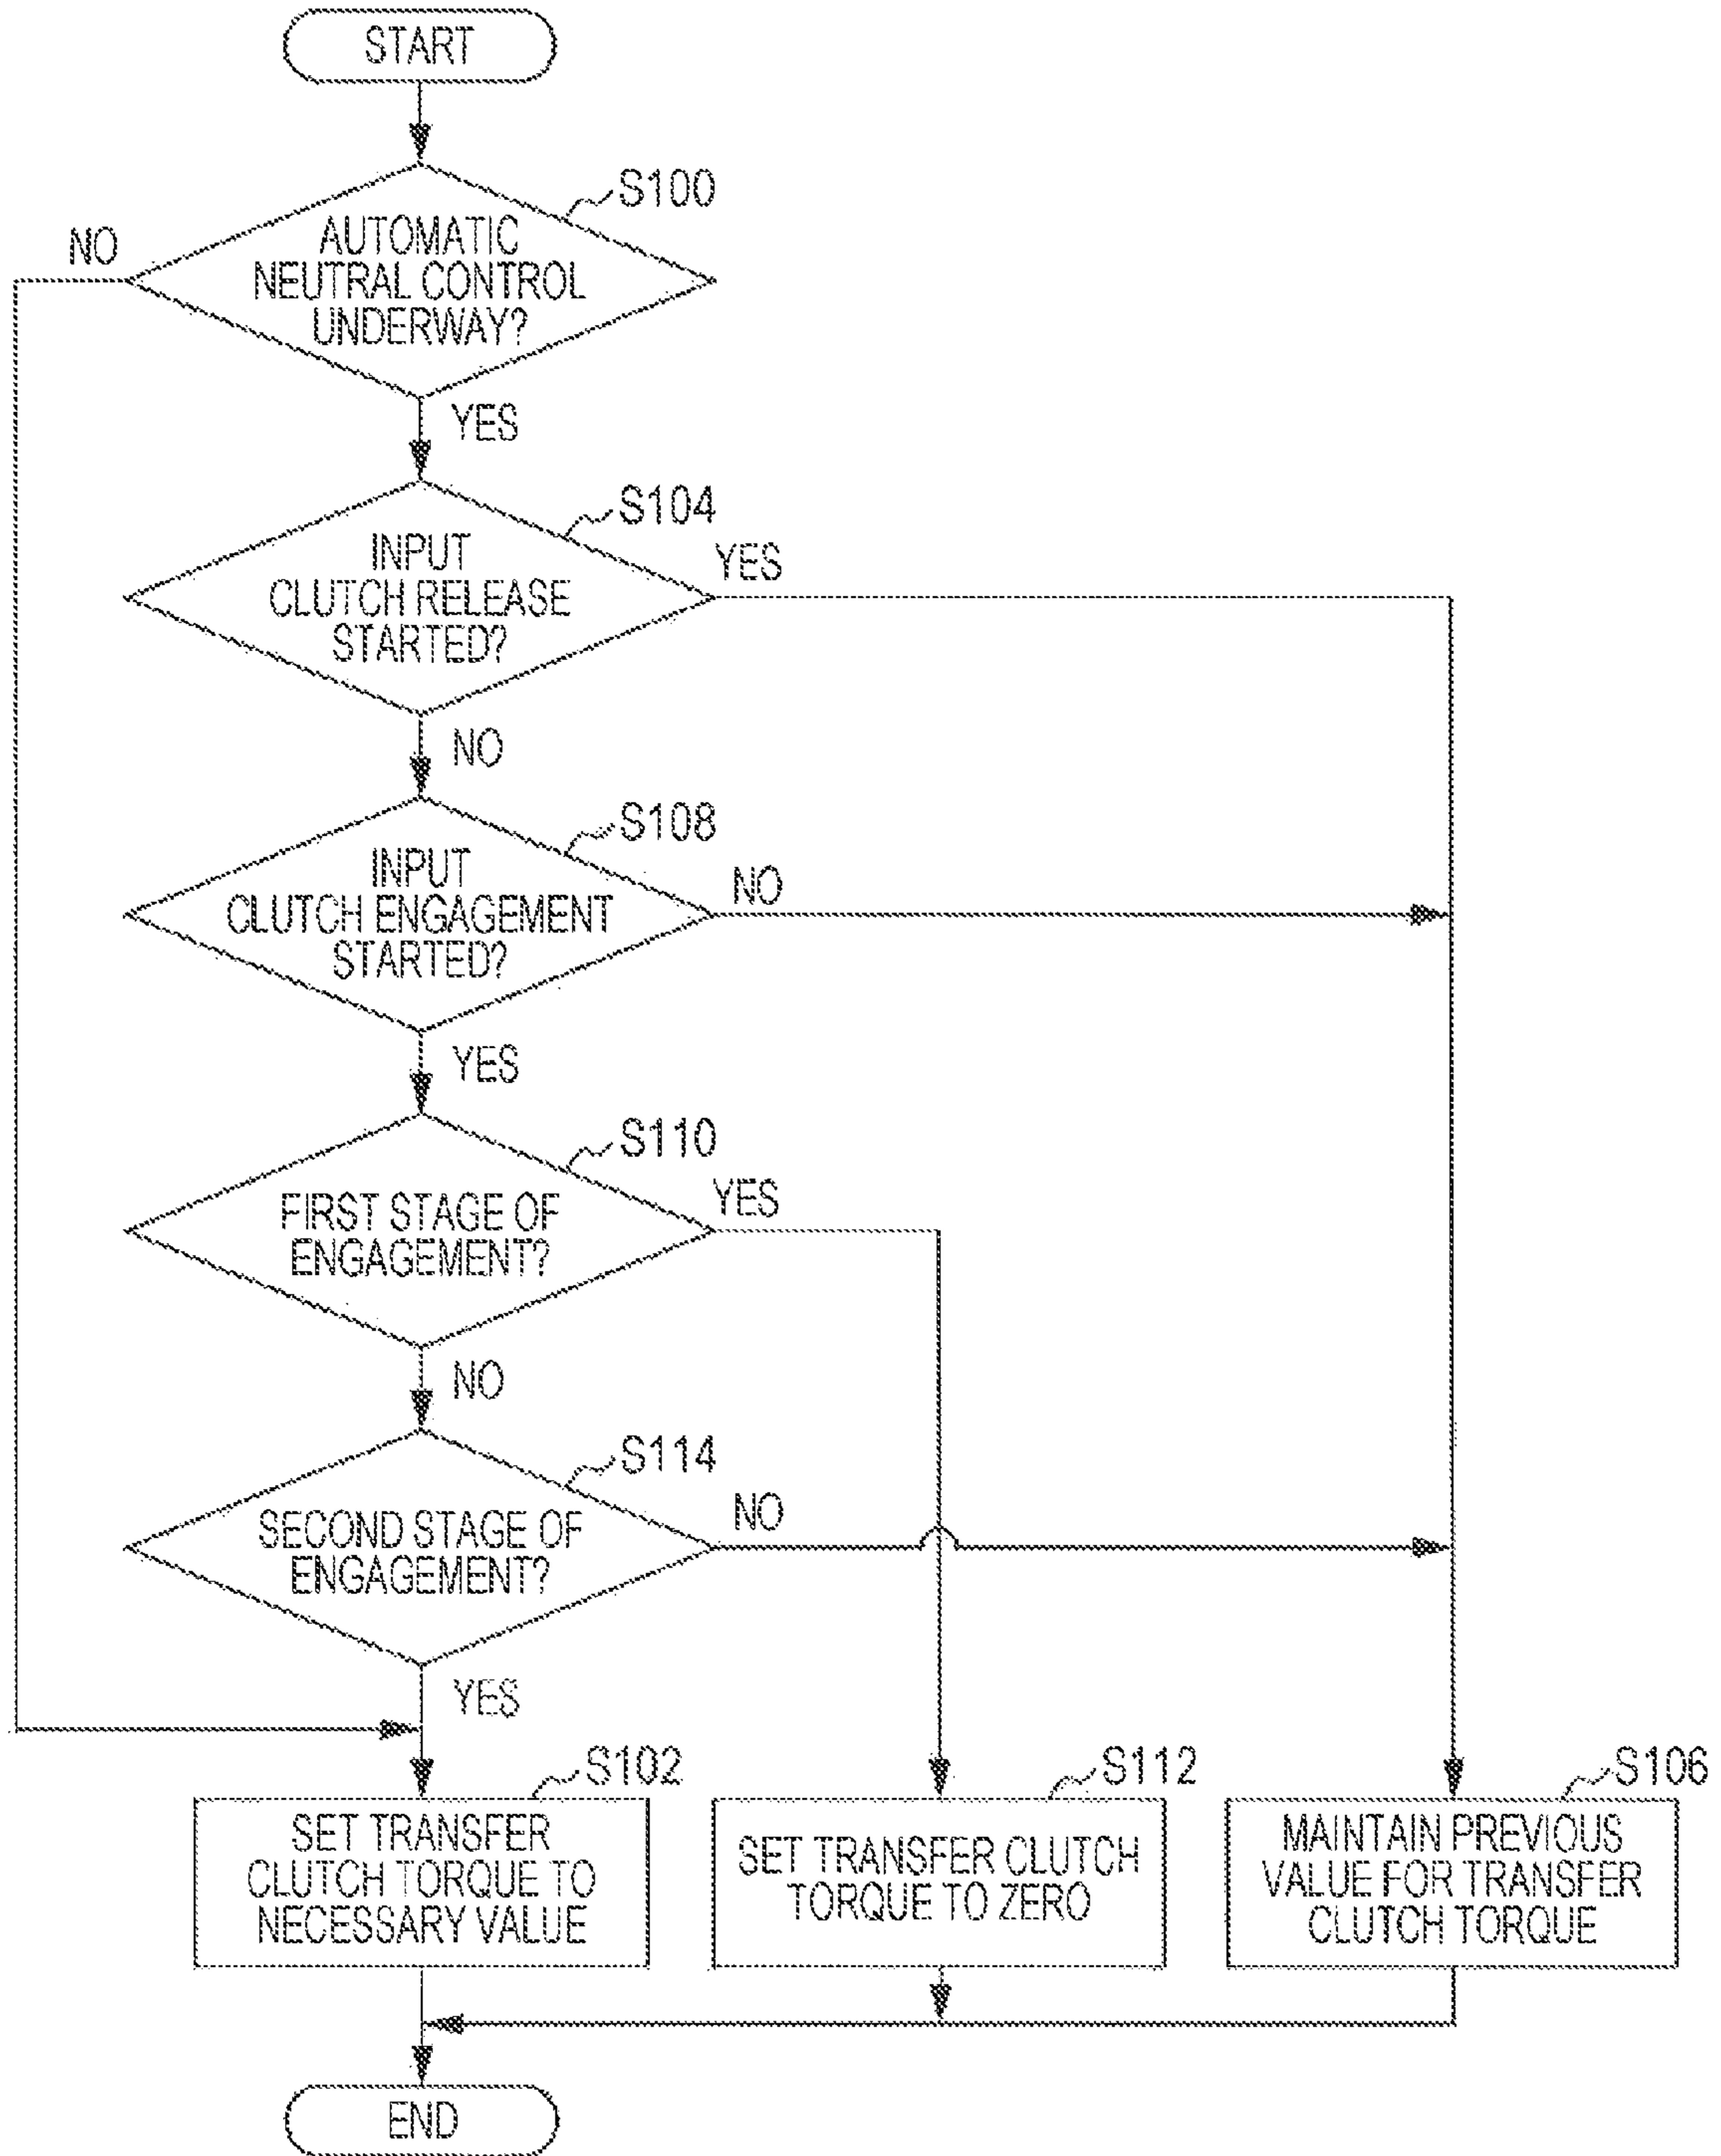 START
S100
NO
AUTOMATIC
NEUTRAL CONTROL
UNDERWAY?
YES
S104
INPUT
CLUTCH RELEASE
STARTED?
YES
NO
S108
INPUT
CLUTCH ENGAGEMENT
STARTED?
NO
YES
S110
FIRST STAGE OF
ENGAGEMENT?
YES
NO
S114
SECOND STAGE OF
ENGAGEMENT?
NO
YES
S102
SET TRANSFER
CLUTCH TORQUE TO
NECESSARY VALUE
S112
SET TRANSFER CLUTCH
TORQUE TO ZERO
S106
MAINTAIN PREVIOUS
VALUE FOR TRANSFER
CLUTCH TORQUE
END